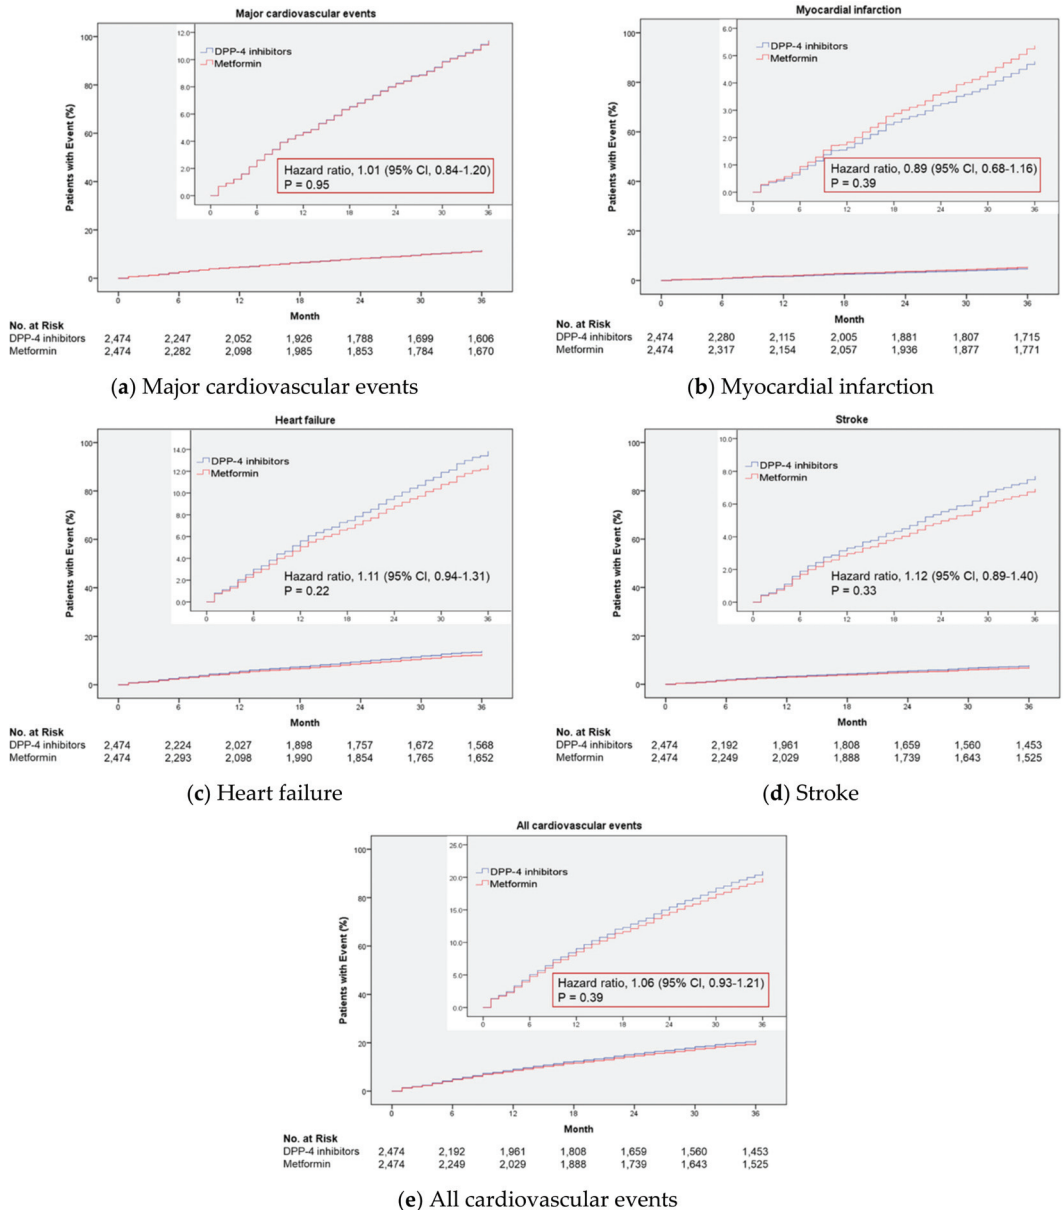 Major cardiovascular events
Patients with Event (%)
100
80
60
40
20
0
12.0
10.0
8.0
6.0
4.0
2.0
0.0
DPP-4 inhibitors
Metformin
Hazard ratio, 1.01 (95% CI, 0.84-1.20)
P = 0.95
0 6 12 18 24 30 36
0 6 12 18 24 30 36
Month
No. at Risk
DPP-4 inhibitors 2,474 2,247 2,052 1,926 1,788 1,699 1,606
Metformin 2,474 2,282 2,098 1,985 1,853 1,784 1,670
(a) Major cardiovascular events
Myocardial infarction
Patients with Event (%)
100
80
60
40
20
0
6.0
5.0
4.0
3.0
2.0
1.0
0.0
DPP-4 inhibitors
Metformin
Hazard ratio, 0.89 (95% CI, 0.68-1.16)
P = 0.39
0 6 12 18 24 30 36
0 6 12 18 24 30 36
Month
No. at Risk
DPP-4 inhibitors 2,474 2,280 2,115 2,005 1,881 1,807 1,715
Metformin 2,474 2,317 2,154 2,057 1,936 1,877 1,771
(b) Myocardial infarction
Heart failure
Patients with Event (%)
100
80
60
40
20
0
14.0
12.0
10.0
8.0
6.0
4.0
2.0
0.0
DPP-4 inhibitors
Metformin
Hazard ratio, 1.11 (95% CI, 0.94-1.31)
P = 0.22
0 6 12 18 24 30 36
0 6 12 18 24 30 36
Month
No. at Risk
DPP-4 inhibitors 2,474 2,224 2,027 1,898 1,757 1,672 1,568
Metformin 2,474 2,293 2,098 1,990 1,854 1,765 1,652
(c) Heart failure
Stroke
Patients with Event (%)
100
80
60
40
20
0
10.0
8.0
6.0
4.0
2.0
0.0
DPP-4 inhibitors
Metformin
Hazard ratio, 1.12 (95% CI, 0.89-1.40)
P = 0.33
0 6 12 18 24 30 36
0 6 12 18 24 30 36
Month
No. at Risk
DPP-4 inhibitors 2,474 2,192 1,961 1,808 1,659 1,560 1,453
Metformin 2,474 2,249 2,029 1,888 1,739 1,643 1,525
(d) Stroke
All cardiovascular events
Patients with Event (%)
100
80
60
40
20
0
25.0
20.0
15.0
10.0
5.0
0.0
DPP-4 inhibitors
Metformin
Hazard ratio, 1.06 (95% CI, 0.93-1.21)
P = 0.39
0 6 12 18 24 30 36
0 6 12 18 24 30 36
Month
No. at Risk
DPP-4 inhibitors 2,474 2,192 1,961 1,808 1,659 1,560 1,453
Metformin 2,474 2,249 2,029 1,888 1,739 1,643 1,525
(e) All cardiovascular events